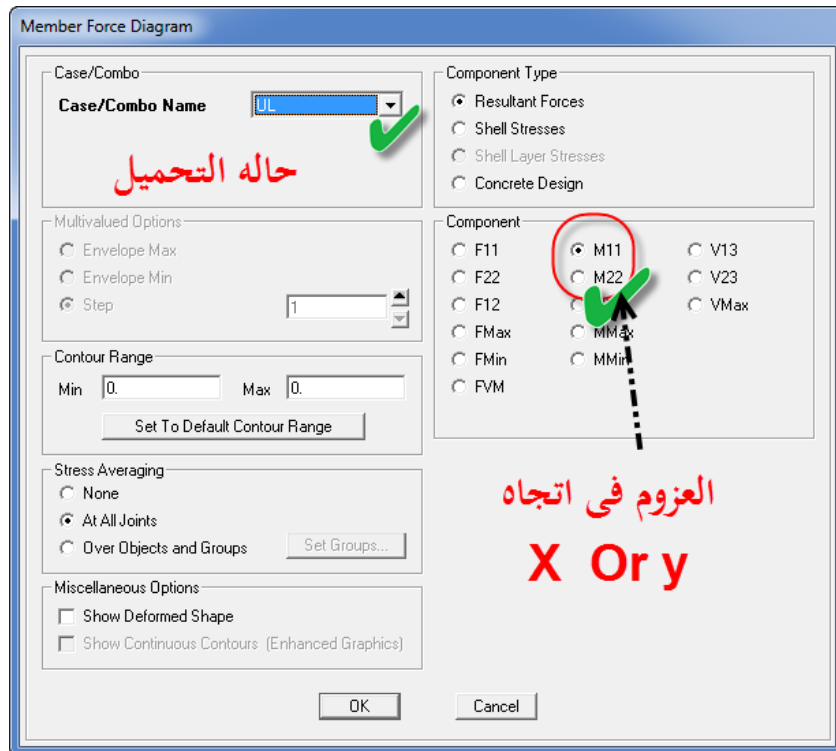 Member Force Diagram
Case/Combo
Case/Combo Name UL
حاله التحميل
Multivalued Options
Envelope Max
Envelope Min
Step 1
Contour Range
Min 0. Max 0.
Set To Default Contour Range
Stress Averaging
None
At All Joints
Over Objects and Groups Set Groups...
Miscellaneous Options
Show Deformed Shape
Show Continuous Contours (Enhanced Graphics)
Component Type
Resultant Forces
Shell Stresses
Shell Layer Stresses
Concrete Design
Component
F11 M11 V13
F22 M22 V23
F12 VMax
FMax MMax
FMin MMin
FVM
العزوم فى اتجاه
X Or y
OK Cancel